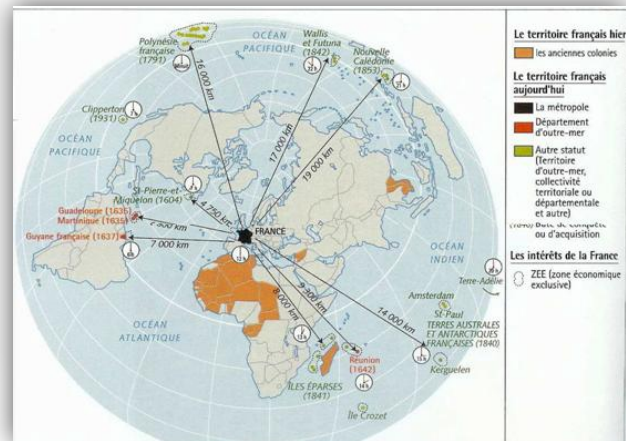 Polynésie
française
(1791)
OCÉAN
PACIFIQUE
Wallis
et Futuna
(1842)
Nouvelle
Calédonie
(1853)
16 000 km
17 000 km
19 000 km
Clipperton
(1931)
OCÉAN
PACIFIQUE
St-Pierre-et-
Miquelon (1604)
4 750 km
Guadeloupe (1635)
Martinique (1635)
Guyane française (1637)
7 000 km
FRANCE
OCÉAN
INDIEN
Terre-Adélie
OCÉAN
ATLANTIQUE
8 000 km
9 300 km
14 000 km
Amsterdam
St-Paul
TERRES AUSTRALES
ET ANTARCTIQUES
FRANÇAISES (1840)
Kerguelen
Réunion
(1642)
ÎLES ÉPARSES
(1841)
Île Crozet
Le territoire français hier
les anciennes colonies
Le territoire français
aujourd'hui
La métropole
Département
d'outre-mer
Autre statut
(Territoire
d'outre-mer,
collectivité
territoriale ou
départementale
et autre)
ou d'acquisition
Les intérêts de la France
ZEE (zone économique
exclusive)